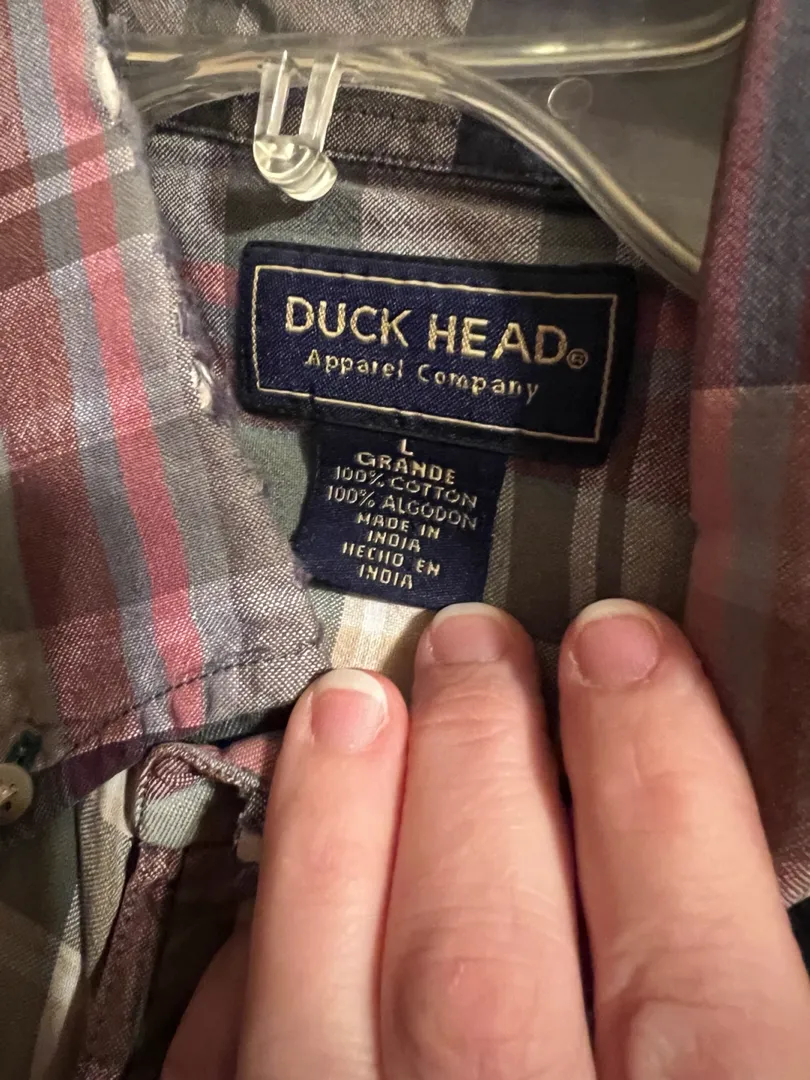 DUCK HEAD®
Apparel Company
L
GRANDE
100% COTTON
100% ALGODON
MADE IN
INDIA
HECHO EN
INDIA